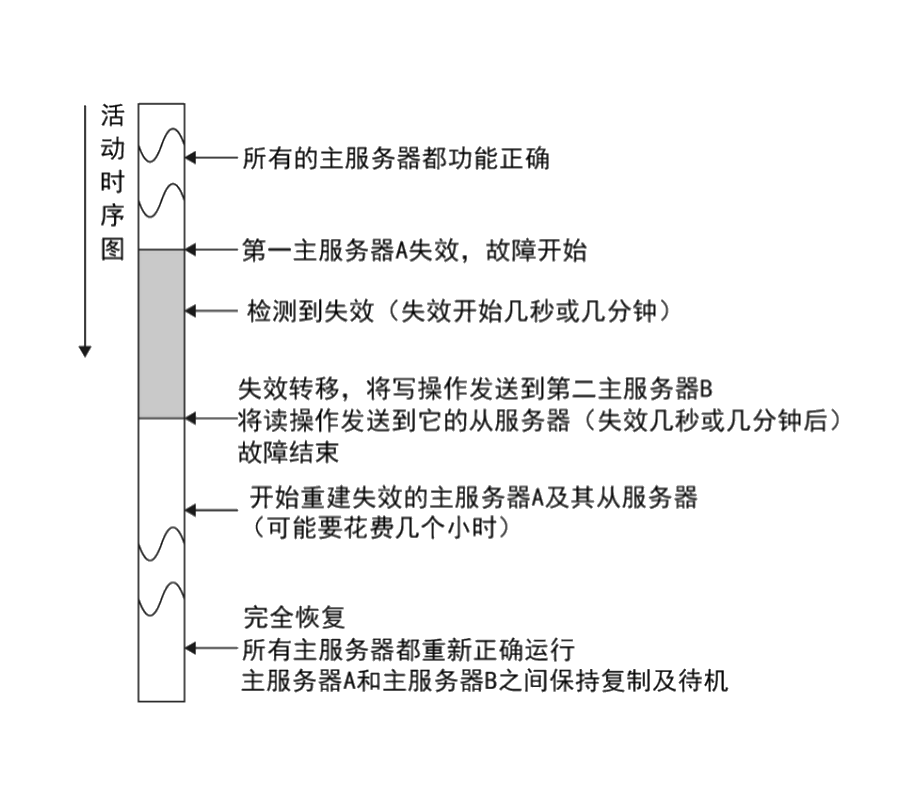 活动时序图
所有的主服务器都功能正确
第一主服务器A失效，故障开始
检测到失效（失效开始几秒或几分钟）
失效转移，将写操作发送到第二主服务器B
将读操作发送到它的从服务器（失效几秒或几分钟后）
故障结束
开始重建失效的主服务器A及其从服务器
（可能要花费几个小时）
完全恢复
所有主服务器都重新正确运行
主服务器A和主服务器B之间保持复制及待机